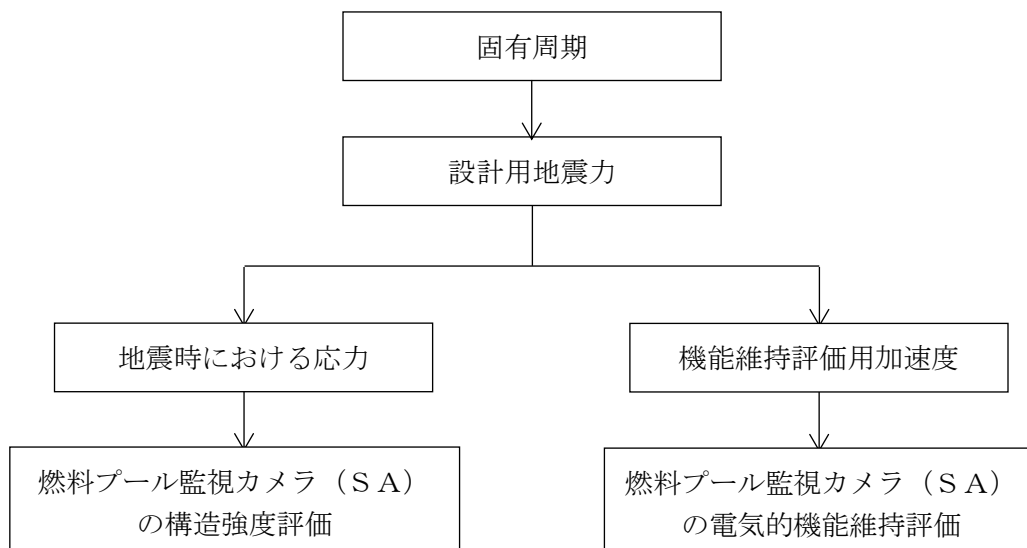 固有周期
設計用地震力
地震時における応力
機能維持評価用加速度
燃料プール監視カメラ（ＳＡ）
の構造強度評価
燃料プール監視カメラ（ＳＡ）
の電気的機能維持評価